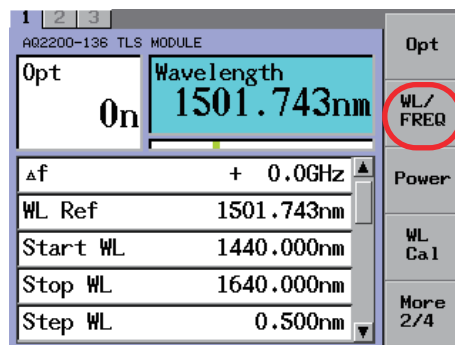 1 2 3
AQ2200-136 TLS MODULE
Opt
On
Wavelength
1501.743nm
△f + 0.0GHz
WL Ref 1501.743nm
Start WL 1440.000nm
Stop WL 1640.000nm
Step WL 0.500nm
Opt
WL/
FREQ
Power
WL
Cal
More
2/4